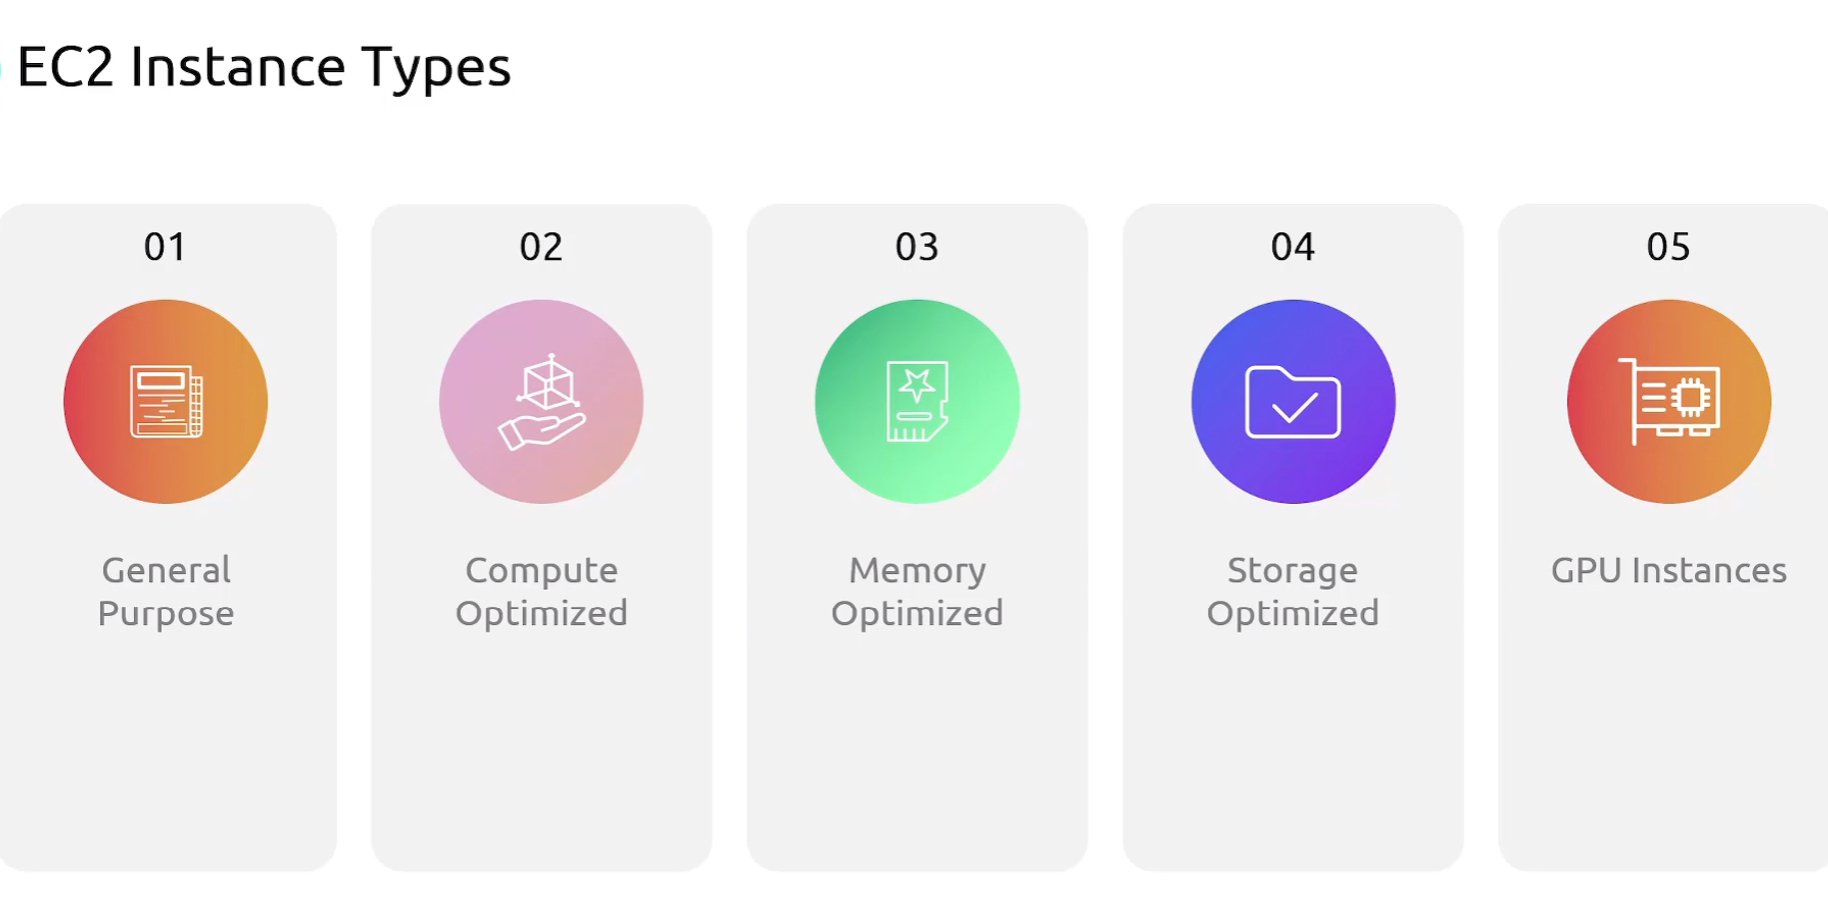 EC2 Instance Types
01
02
03
04
05
General
Purpose
Compute
Optimized
Memory
Optimized
Storage
Optimized
GPU Instances